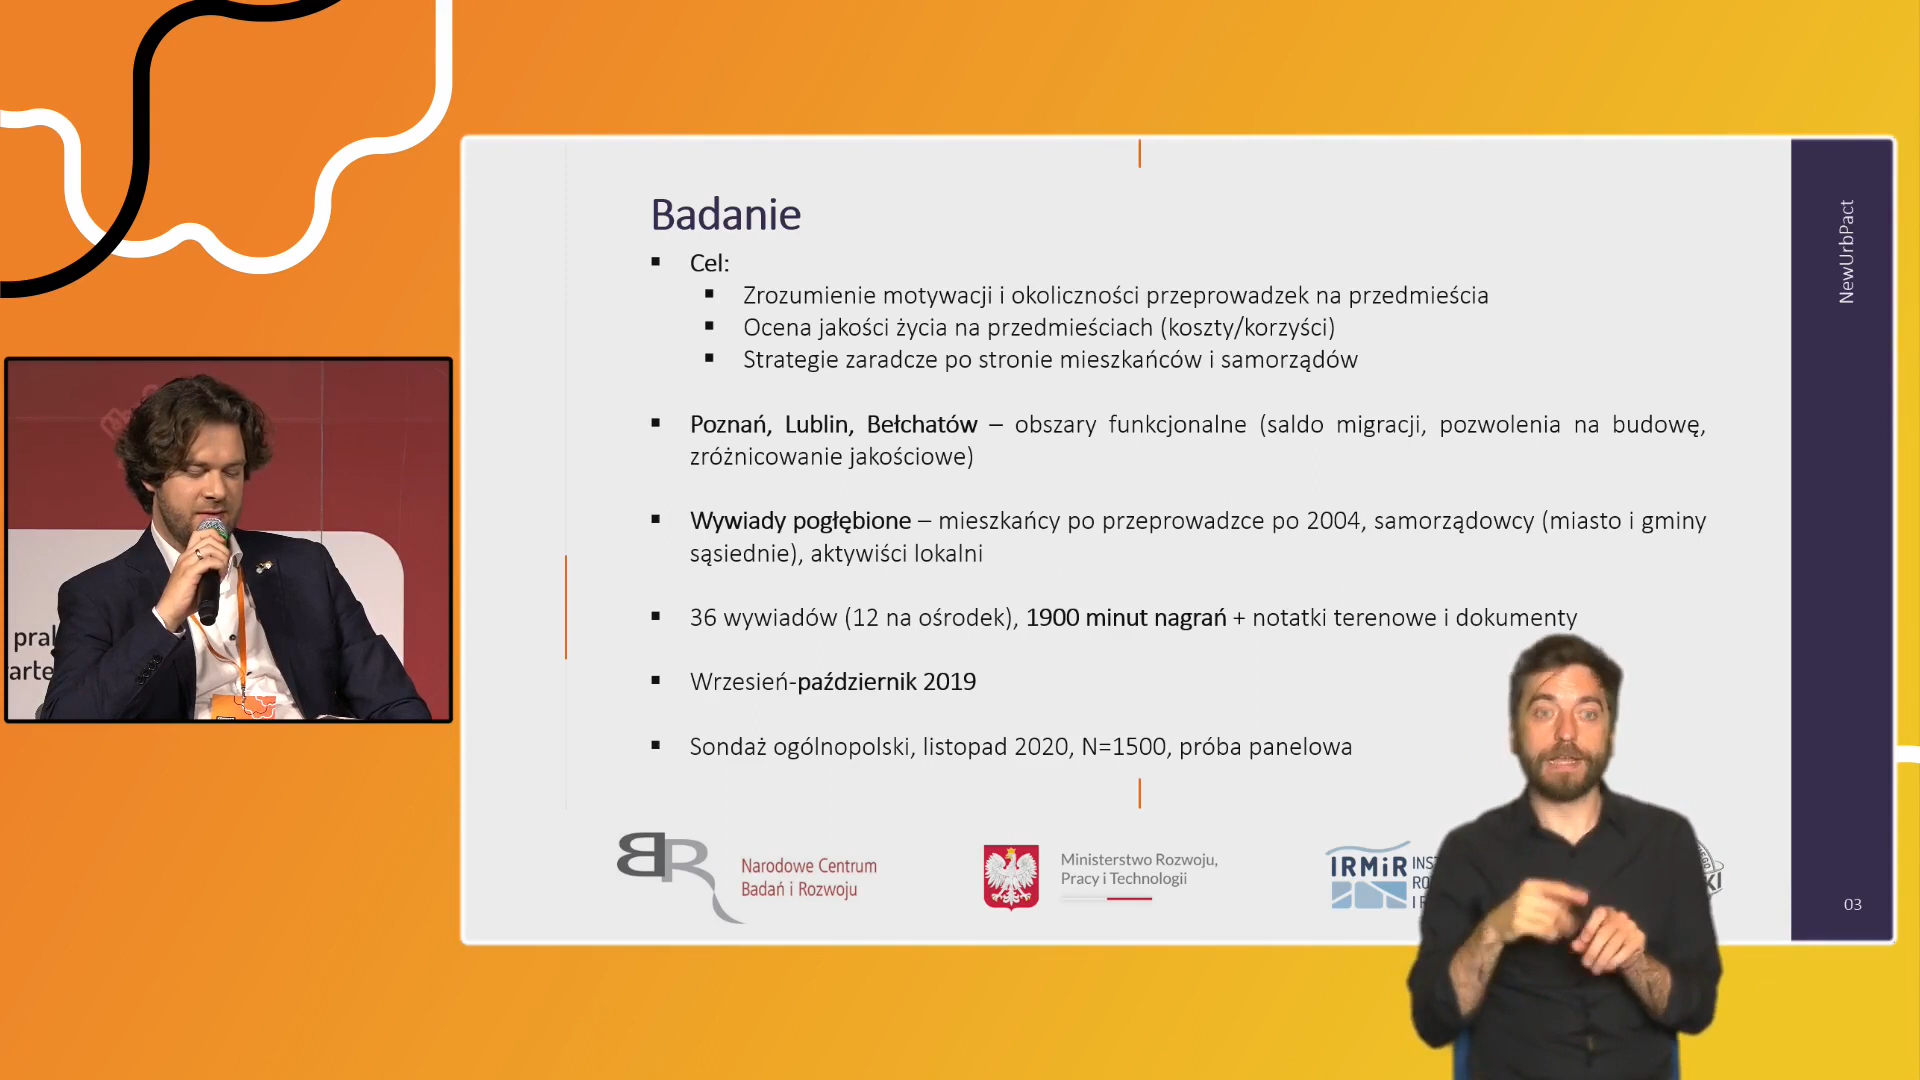 Badanie
▪ Cel:
▪ Zrozumienie motywacji i okoliczności przeprowadzek na przedmieścia
▪ Ocena jakości życia na przedmieściach (koszty/korzyści)
▪ Strategie zaradcze po stronie mieszkańców i samorządów
▪ Poznań, Lublin, Bełchatów – obszary funkcjonalne (saldo migracji, pozwolenia na budowę,
zróżnicowanie jakościowe)
▪ Wywiady pogłębione – mieszkańcy po przeprowadzce po 2004, samorządowcy (miasto i gminy
sąsiednie), aktywiści lokalni
▪ 36 wywiadów (12 na ośrodek), 1900 minut nagrań + notatki terenowe i dokumenty
▪ Wrzesień-październik 2019
▪ Sondaż ogólnopolski, listopad 2020, N=1500, próba panelowa
NewUrbPact
BR
Narodowe Centrum
Badań i Rozwoju
Ministerstwo Rozwoju,
Pracy i Technologii
IRMiR
03